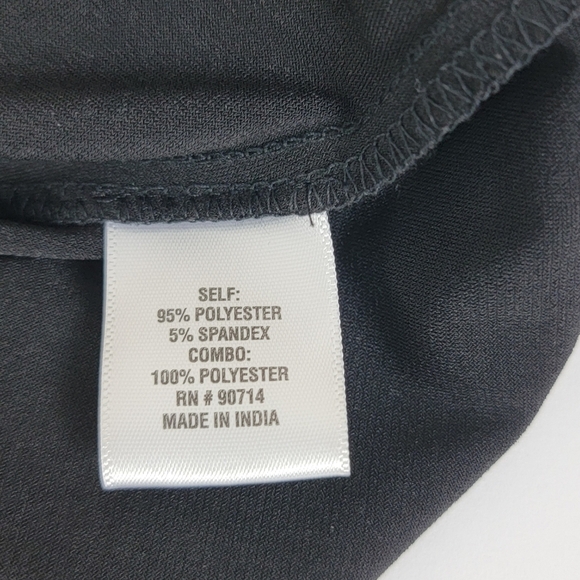 SELF:
95% POLYESTER
5% SPANDEX
COMBO:
100% POLYESTER
RN # 90714
MADE IN INDIA